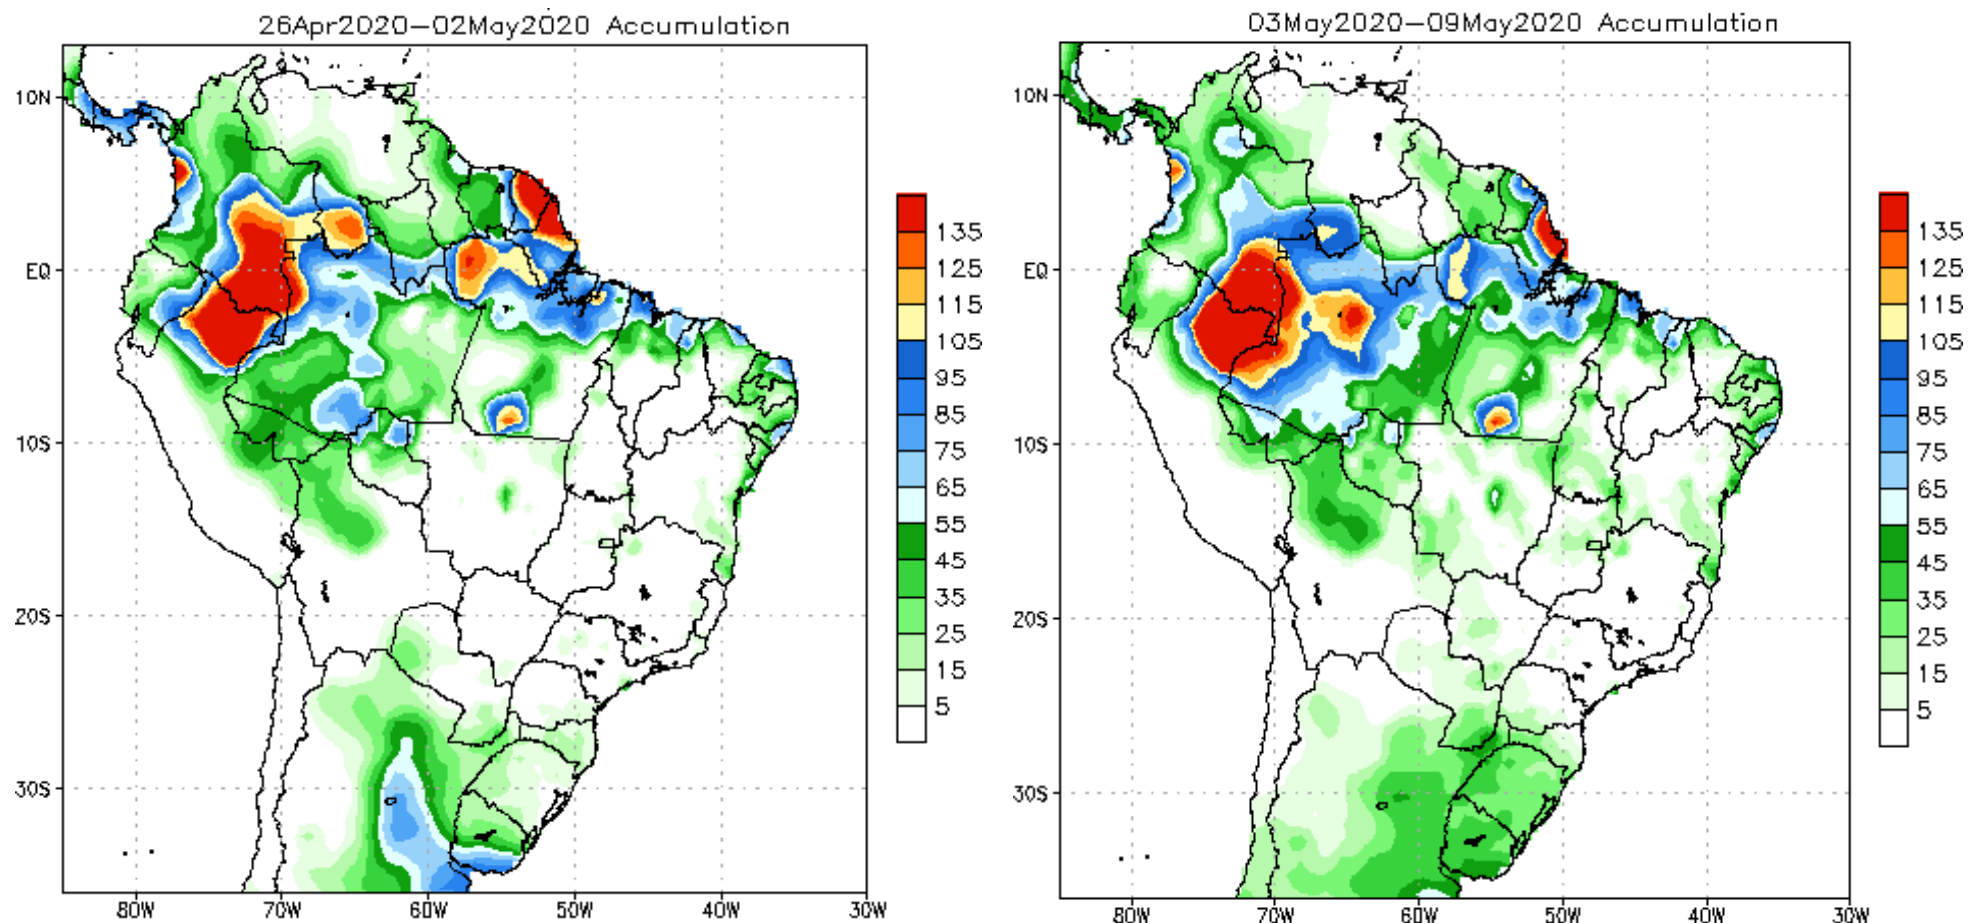 26Apr2020–02May2020 Accumulation
10N
EQ
10S
20S
30S
80W 70W 60W 50W 40W 30W
135
125
115
105
95
85
75
65
55
45
35
25
15
5
03May2020–09May2020 Accumulation
10N
EQ
10S
20S
30S
80W 70W 60W 50W 40W 30W
135
125
115
105
95
85
75
65
55
45
35
25
15
5